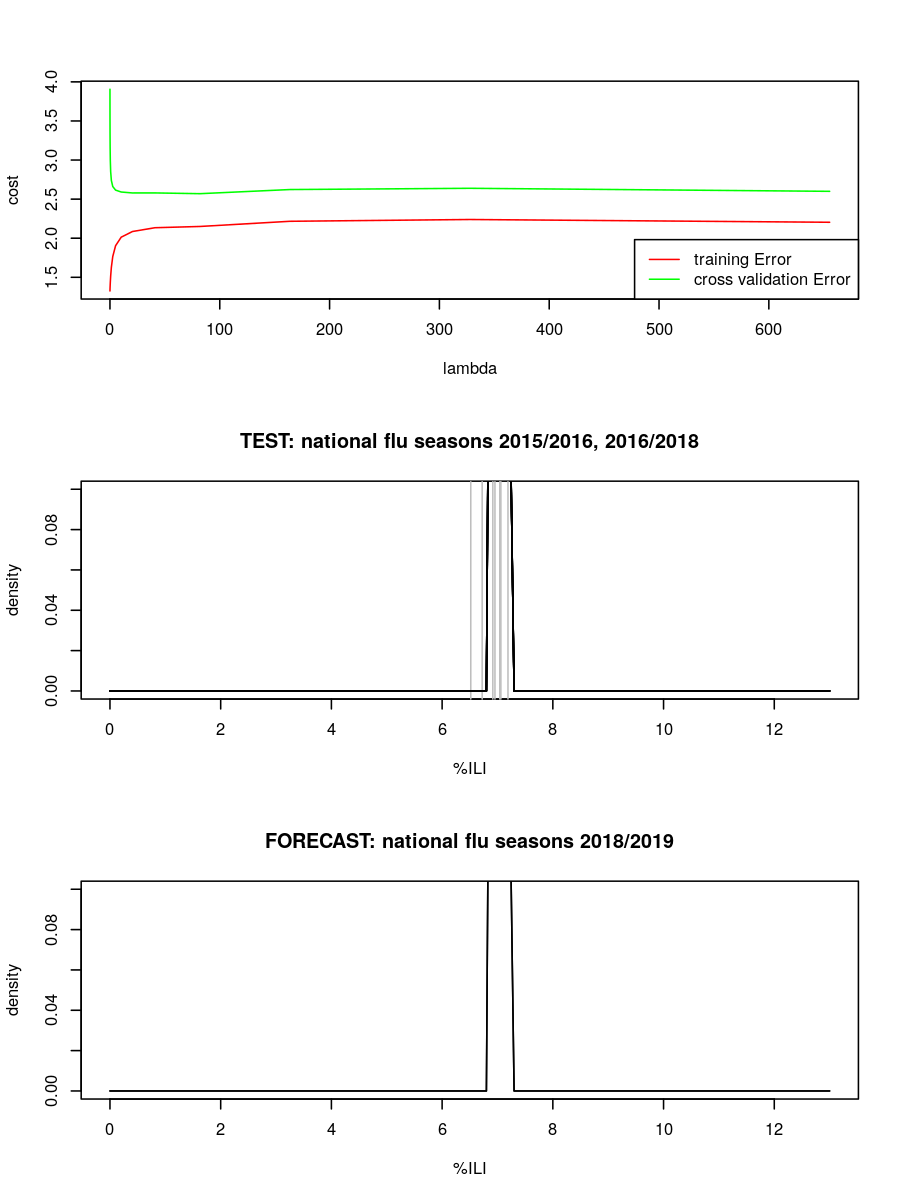 cost
4.0
3.5
3.0
2.5
2.0
1.5
training Error
cross validation Error
0 100 200 300 400 500 600
lambda
TEST: national flu seasons 2015/2016, 2016/2018
density
0.08
0.04
0.00
0 2 4 6 8 10 12
%ILI
FORECAST: national flu seasons 2018/2019
density
0.08
0.04
0.00
0 2 4 6 8 10 12
%ILI